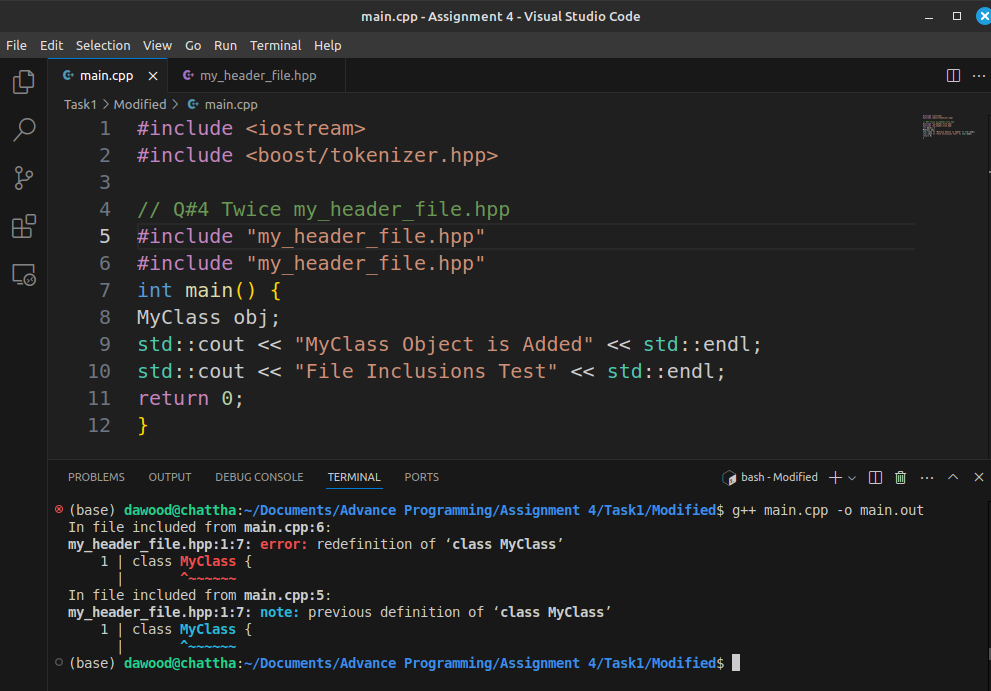 main.cpp - Assignment 4 - Visual Studio Code
File Edit Selection View Go Run Terminal Help
main.cpp my_header_file.hpp
Task1 > Modified > main.cpp
1 #include <iostream>
2 #include <boost/tokenizer.hpp>
3
4 // Q#4 Twice my_header_file.hpp
5 #include "my_header_file.hpp"
6 #include "my_header_file.hpp"
7 int main() {
8 MyClass obj;
9 std::cout << "MyClass Object is Added" << std::endl;
10 std::cout << "File Inclusions Test" << std::endl;
11 return 0;
12 }
PROBLEMS OUTPUT DEBUG CONSOLE TERMINAL PORTS bash - Modified
(base) dawood@chattha:~/Documents/Advance Programming/Assignment 4/Task1/Modified$ g++ main.cpp -o main.out
In file included from main.cpp:6:
my_header_file.hpp:1:7: error: redefinition of ‘class MyClass’
1 | class MyClass {
| ^~~~~~~
In file included from main.cpp:5:
my_header_file.hpp:1:7: note: previous definition of ‘class MyClass’
1 | class MyClass {
| ^~~~~~~
(base) dawood@chattha:~/Documents/Advance Programming/Assignment 4/Task1/Modified$